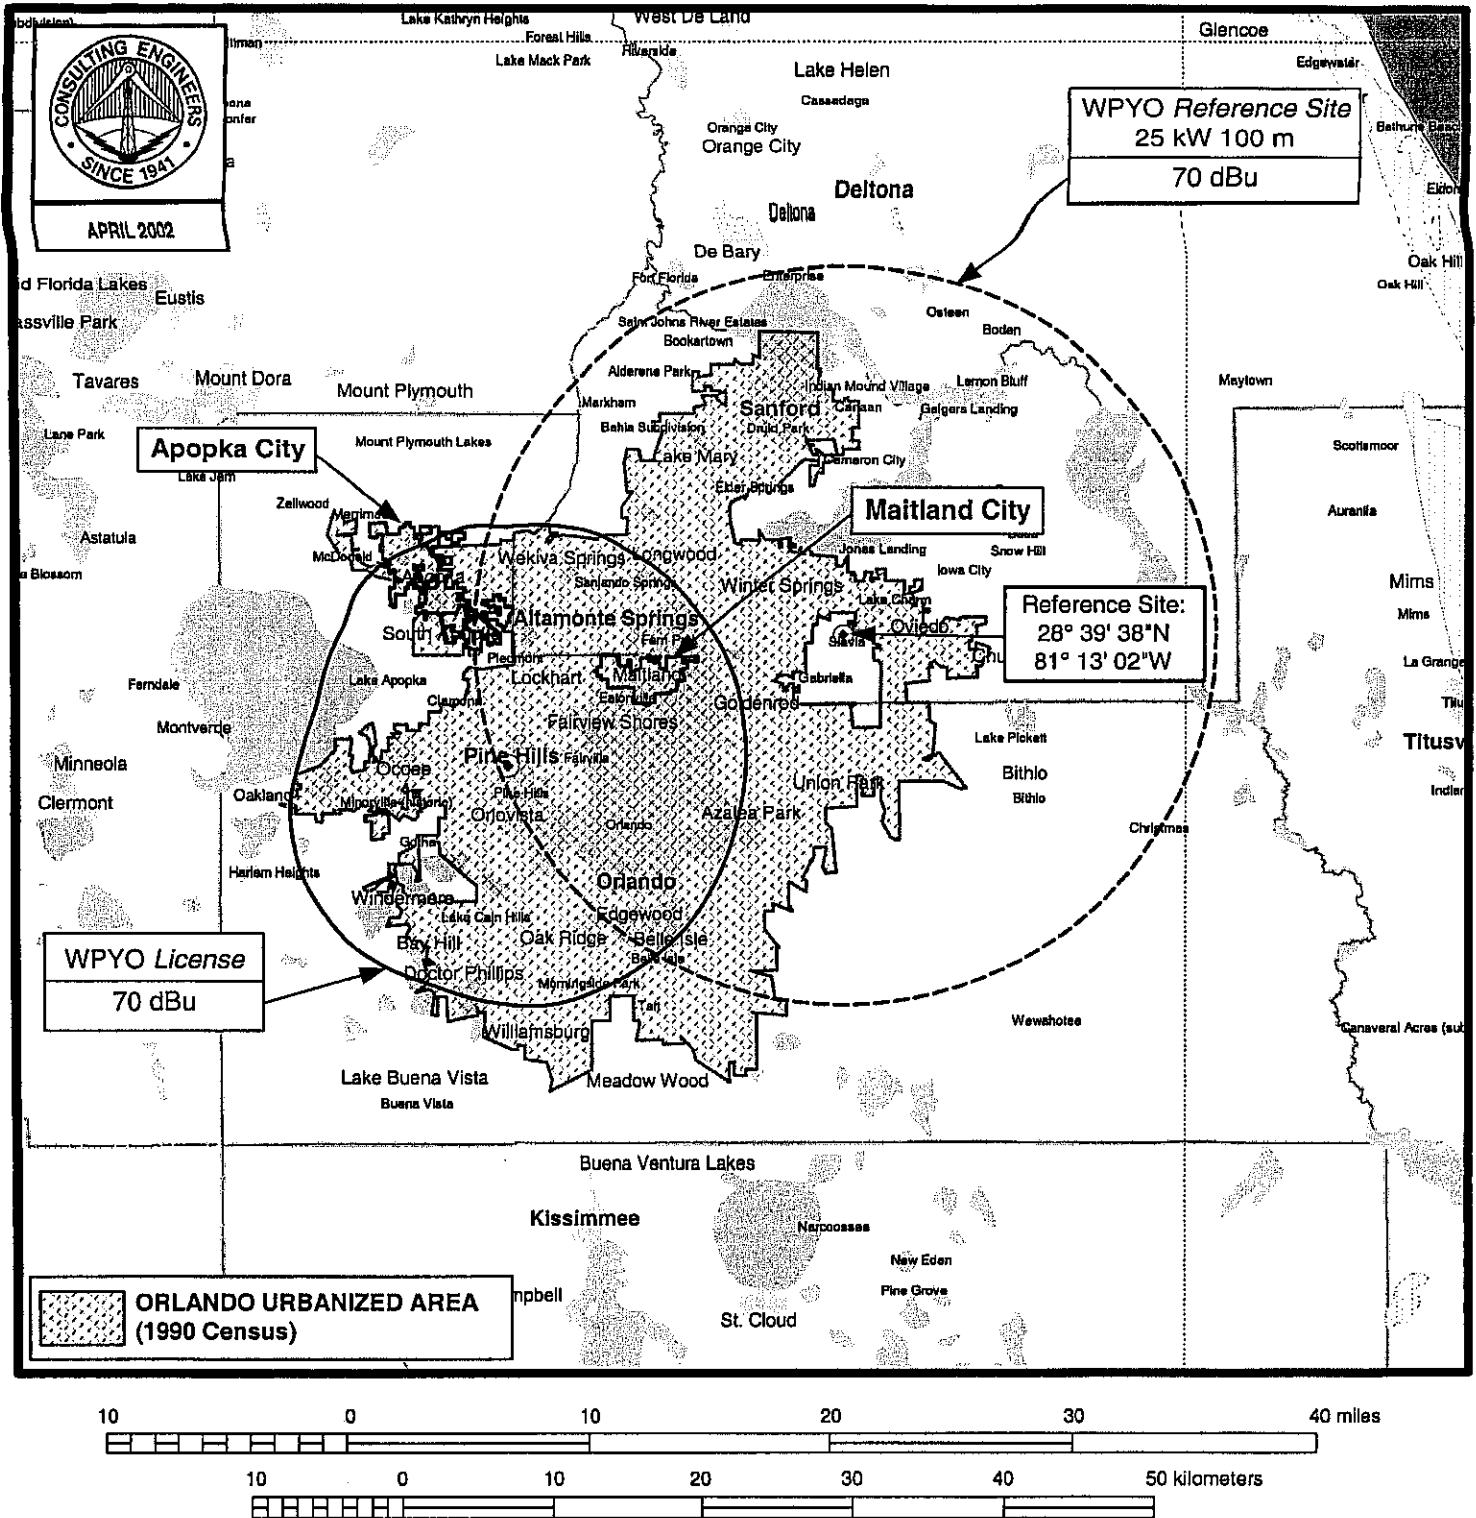 Lake Kathryn Heights
West De Land
Glencoe
Forest Hills
Riverside
Edgewater
Lake Mack Park
Lake Helen
Cassadaga
CONSULTING ENGINEERS
SINCE 1941
APRIL 2002
WPYO Reference Site
25 kW 100 m
70 dBu
Orange City
Orange City
Deltona
Deltona
De Bary
Oak Hill
Oak Hill
Fort Florida
Enterprise
Eustis
Osteen
Boden
Saint Johns River Estates
Bookertown
Tavares
Mount Dora
Mount Plymouth
Alderene Park
Indian Mound Village
Lemon Bluff
Maytown
Markham
Sanford
Canaan
Geigers Landing
Lane Park
Bahia Subdivision
Druid Park
Scottsmoor
Apopka City
Mount Plymouth Lakes
Lake Mary
Cameron City
Lake Jem
Elder Springs
Zellwood
Maitland City
Aurantia
Astatula
McDonald
Wekiva Springs
Longwood
Jones Landing
Snow Hill
Iowa City
Sanlando Springs
Winter Springs
Mims
Mims
Lake Charm
Altamonte Springs
Oviedo
Slavia
Reference Site:
28° 39' 38"N
81° 13' 02"W
Piedmont
Lockhart
Maitland
Gabriella
Lake Apopka
Ferndale
Eatonville
Goldenrod
Montverde
Fairview Shores
Lake Pickett
Minneola
Pine Hills
Fairville
Ocoee
Bithlo
Bithlo
Union Park
Clermont
Oakland
Minorville (historic)
Pine Hills
Orlovista
Orlando
Azalea Park
Christmas
Gotha
Harlem Heights
Orlando
Windermere
Lake Cain Hills
Edgewood
Bay Hill
Oak Ridge
Belle Isle
Belle Isle
WPYO License
70 dBu
Doctor Phillips
Morningside Park
Taft
Williamsburg
Wewahotee
Lake Buena Vista
Meadow Wood
Buena Vista
Buena Ventura Lakes
Kissimmee
Narcoossee
New Eden
Pine Grove
St. Cloud
ORLANDO URBANIZED AREA
(1990 Census)
10 0 10 20 30 40 miles
10 0 10 20 30 40 50 kilometers